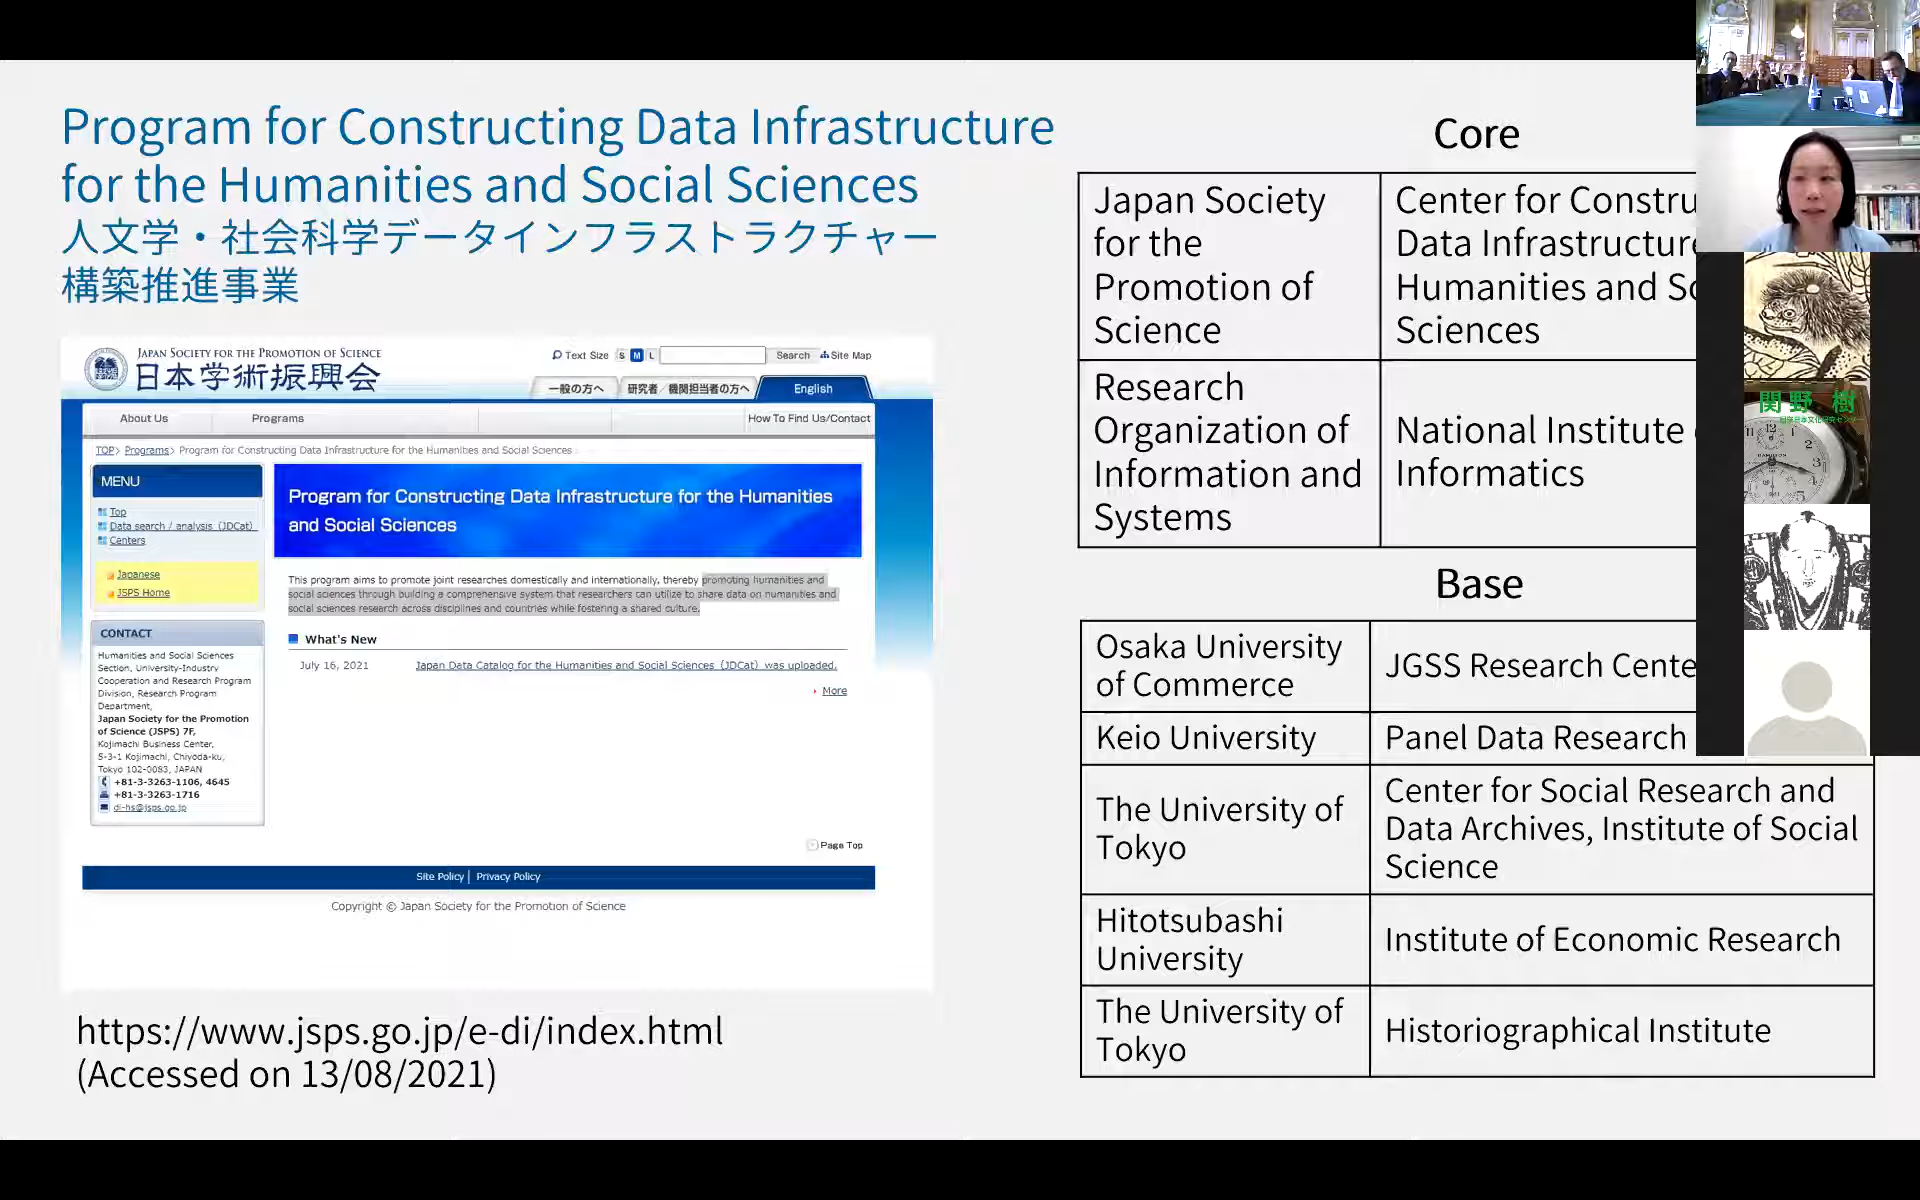 Program for Constructing Data Infrastructure
for the Humanities and Social Sciences
人文学・社会科学データインフラストラクチャー
構築推進事業
JAPAN SOCIETY FOR THE PROMOTION OF SCIENCE
日本学術振興会
Text Size S M L Search Site Map
一般の方へ 研究者／機関担当者の方へ English
About Us Programs How To Find Us/Contact
TOP> Programs> Program for Constructing Data Infrastructure for the Humanities and Social Sciences
MENU
Top
Data search / analysis (JDCat)
Centers
Japanese
JSPS Home
CONTACT
Humanities and Social Sciences
Section, University-Industry
Cooperation and Research Program
Division, Research Program
Department,
Japan Society for the Promotion
of Science (JSPS) 7F,
Kojimachi Business Center,
5-3-1 Kojimachi, Chiyoda-ku,
Tokyo 102-0083, JAPAN
+81-3-3263-1106, 4645
+81-3-3263-1716
di-hs@jsps.go.jp
Program for Constructing Data Infrastructure for the Humanities
and Social Sciences
This program aims to promote joint researches domestically and internationally, thereby promoting humanities and
social sciences through building a comprehensive system that researchers can utilize to share data on humanities and
social sciences research across disciplines and countries while fostering a shared culture.
What's New
July 16, 2021 Japan Data Catalog for the Humanities and Social Sciences (JDCat) was uploaded.
More
Page Top
Site Policy | Privacy Policy
Copyright © Japan Society for the Promotion of Science
https://www.jsps.go.jp/e-di/index.html
(Accessed on 13/08/2021)
Core
Japan Society
for the
Promotion of
Science
Center for Constru
Data Infrastructure
Humanities and So
Sciences
Research
Organization of
Information and
Systems
National Institute
Informatics
Base
Osaka University
of Commerce
JGSS Research Cente
Keio University
Panel Data Research
The University of
Tokyo
Center for Social Research and
Data Archives, Institute of Social
Science
Hitotsubashi
University
Institute of Economic Research
The University of
Tokyo
Historiographical Institute
関野 樹
HAMILTON